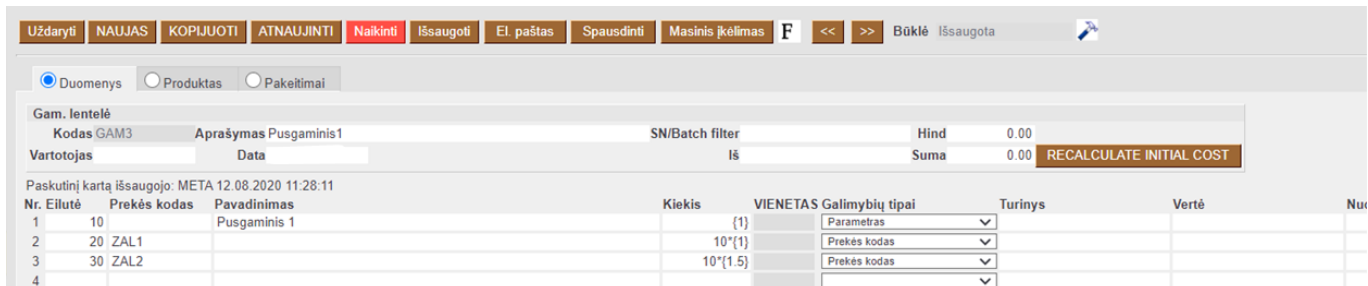 Uždaryti NAUJAS KOPIJUOTI ATNAUJINTI Naikinti Išsaugoti El. paštas Spausdinti Masinis įkėlimas F << >> Būklė Išsaugota
Duomenys Produktas Pakeitimai
Gam. lentelė
Kodas GAM3 Aprašymas Pusgaminis1 SN/Batch filter Hind 0.00
Vartotojas Data Iš Suma 0.00 RECALCULATE INITIAL COST
Paskutinį kartą išsaugojo: META 12.08.2020 11:28:11
Nr. Eilutė Prekės kodas Pavadinimas Kiekis VIENETAS Galimybių tipai Turinys Vertė Nuo
1 10 Pusgaminis 1 {1} Parametras
2 20 ZAL1 10*{1} Prekės kodas
3 30 ZAL2 10*{1.5} Prekės kodas
4